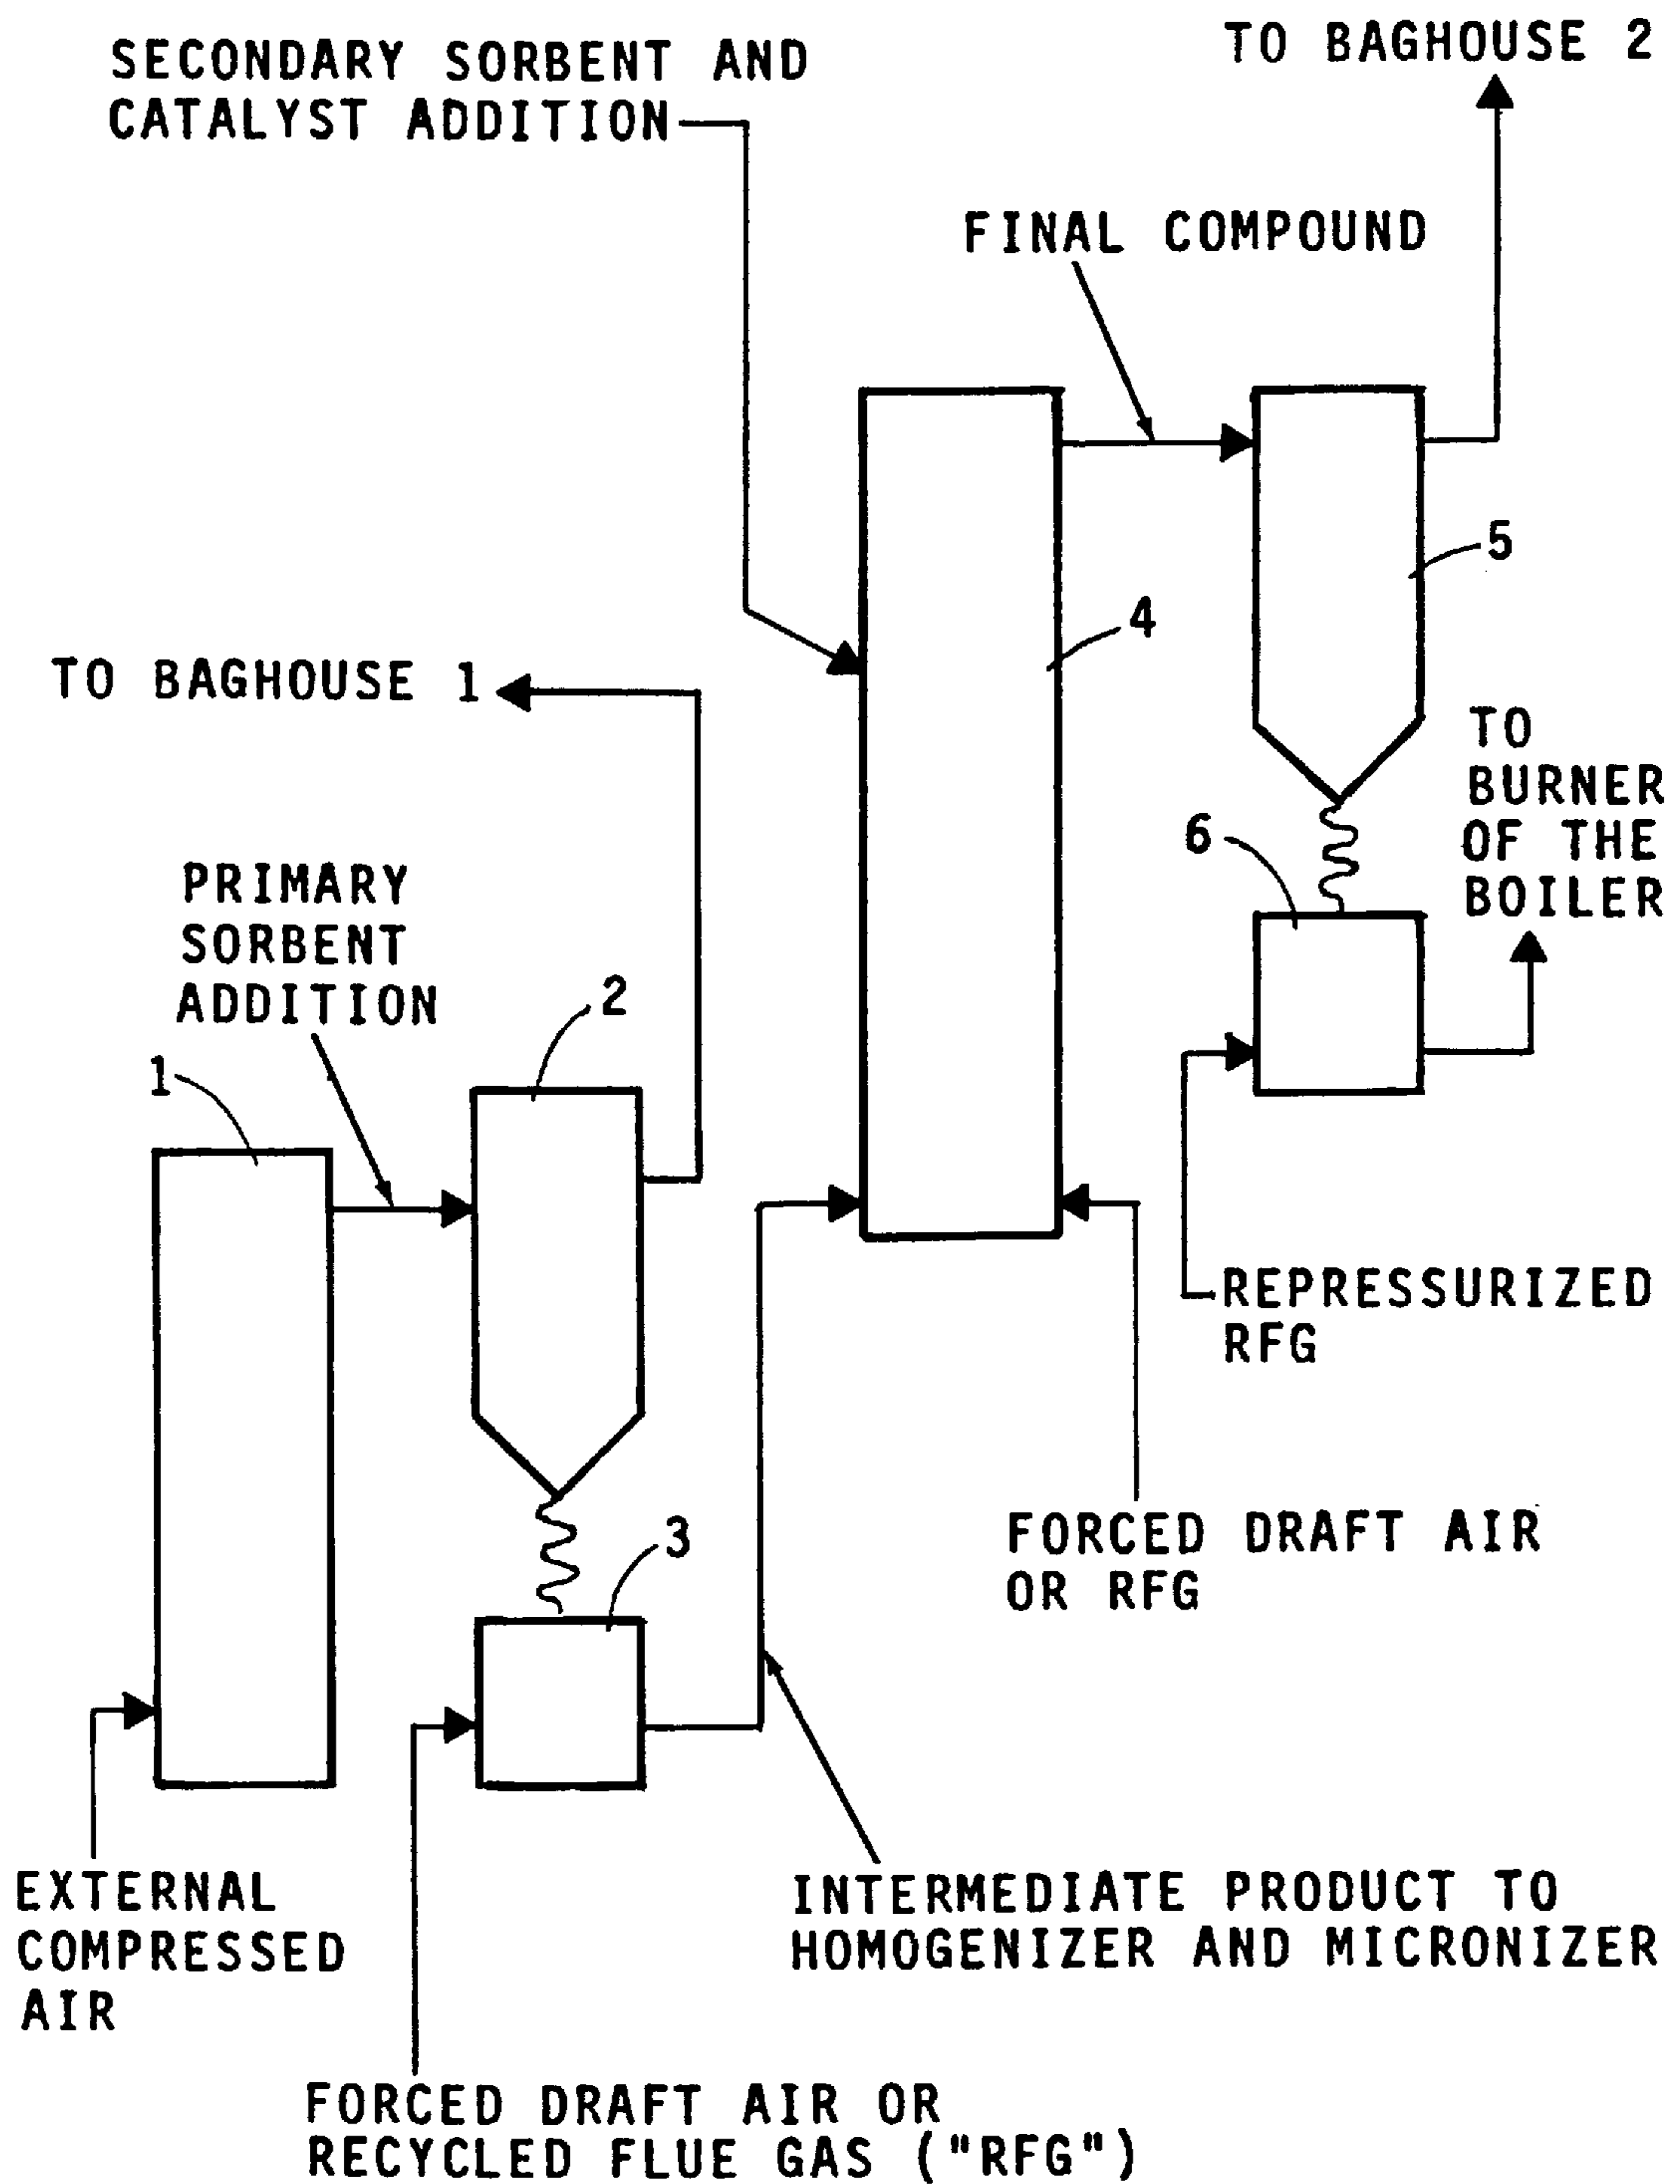 SECONDARY SORBENT AND
CATALYST ADDITION
TO BAGHOUSE 2
FINAL COMPOUND
5
4
TO BAGHOUSE 1
TO
BURNER
OF THE
BOILER
6
PRIMARY
SORBENT
ADDITION
2
1
REPRESSURIZED
RFG
FORCED DRAFT AIR
OR RFG
3
EXTERNAL
COMPRESSED
AIR
INTERMEDIATE PRODUCT TO
HOMOGENIZER AND MICRONIZER
FORCED DRAFT AIR OR
RECYCLED FLUE GAS ("RFG")